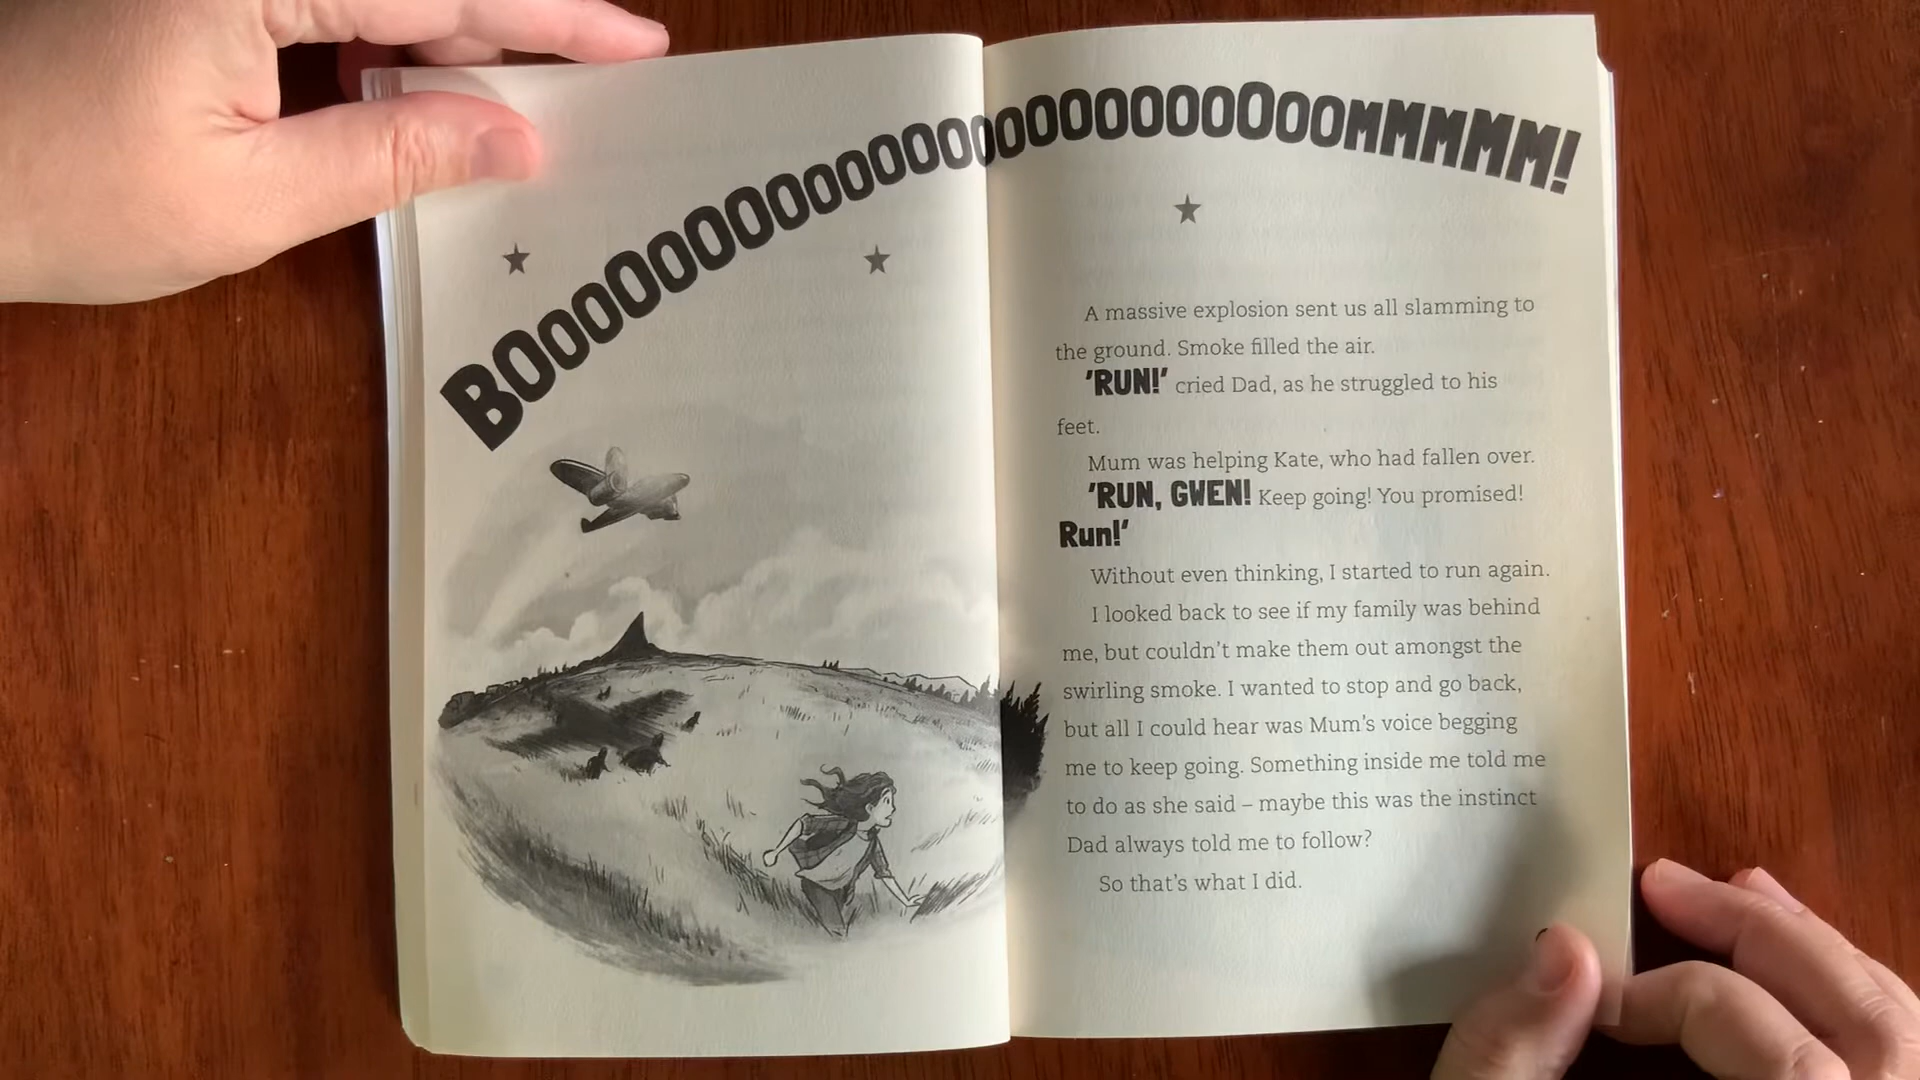 BOooOoOOooooOOOoOOOOOoOooMMMMM!
A massive explosion sent us all slamming to
the ground. Smoke filled the air.
'RUN!' cried Dad, as he struggled to his
feet.
Mum was helping Kate, who had fallen over.
'RUN, GWEN! Keep going! You promised!
Run!'
Without even thinking, I started to run again.
I looked back to see if my family was behind
me, but couldn't make them out amongst the
swirling smoke. I wanted to stop and go back,
but all I could hear was Mum's voice begging
me to keep going. Something inside me told me
to do as she said – maybe this was the instinct
Dad always told me to follow?
So that's what I did.